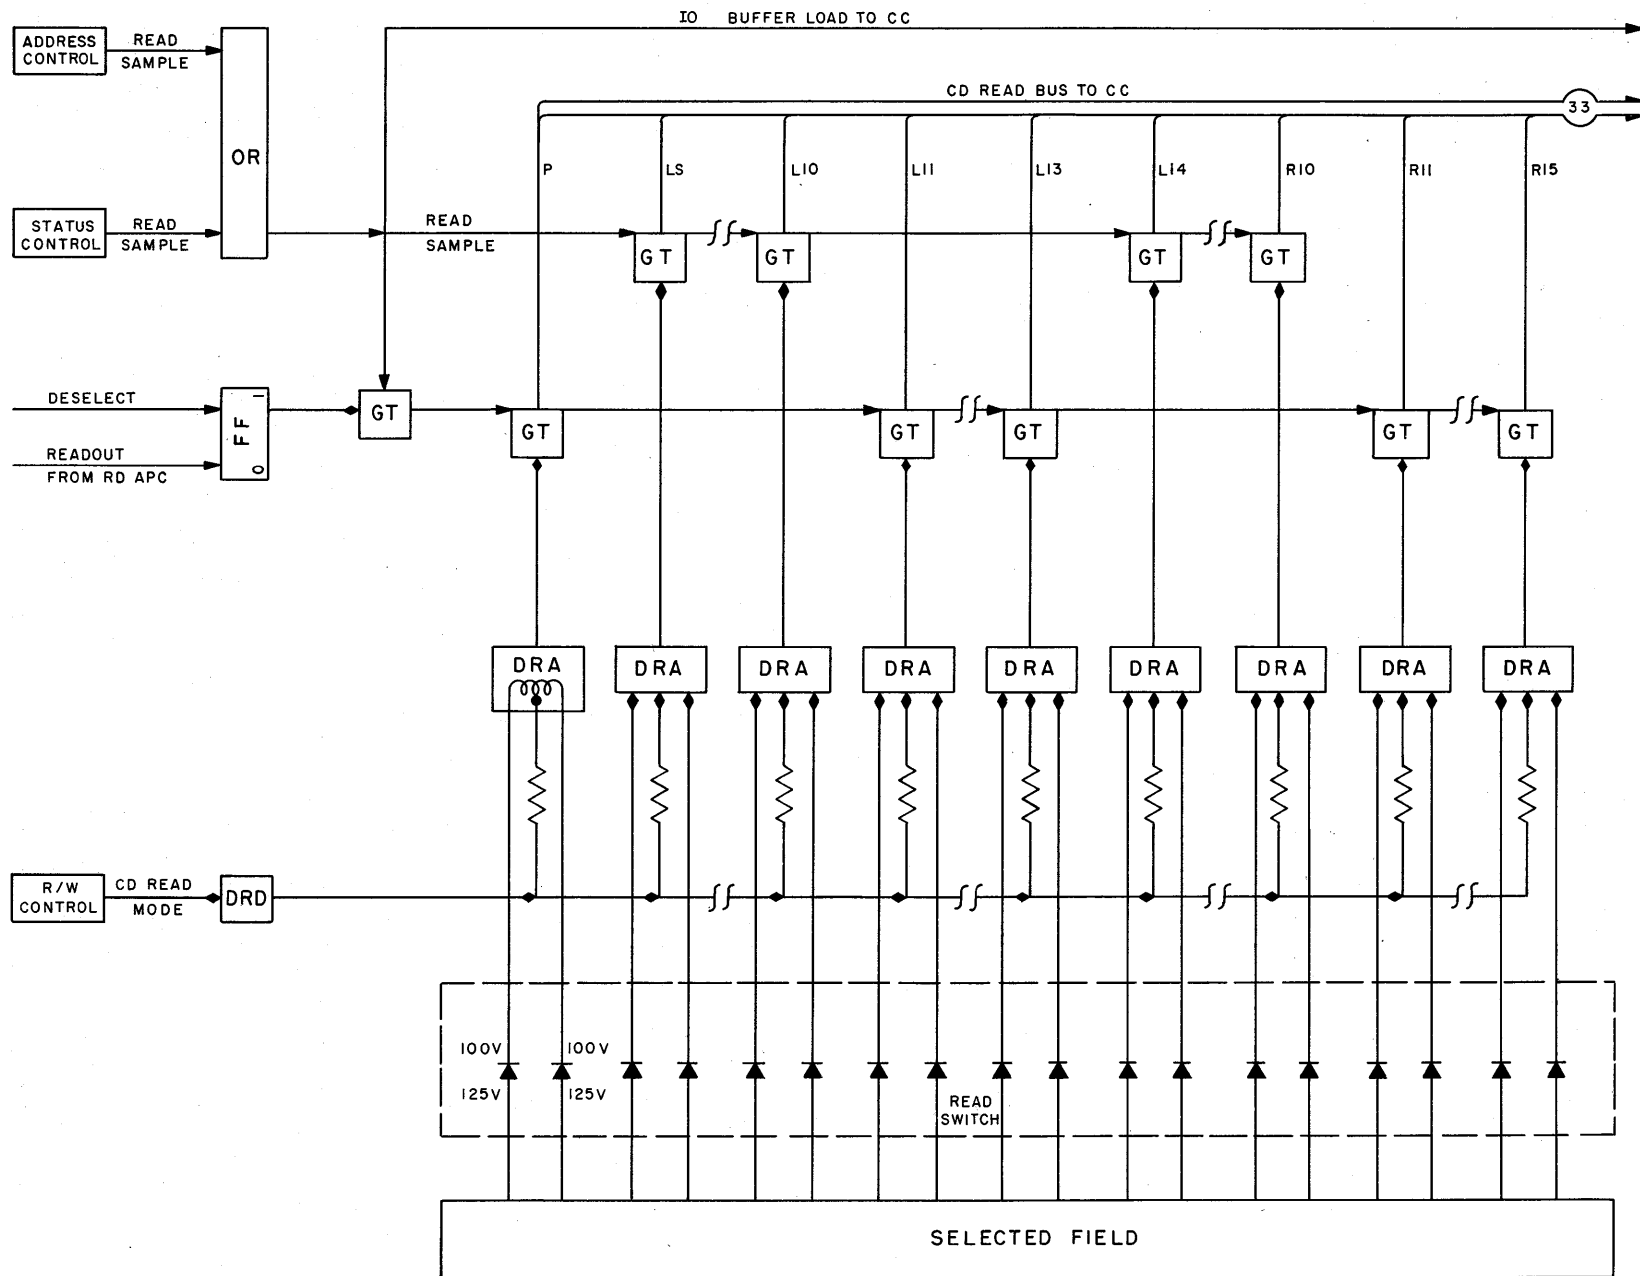 IO BUFFER LOAD TO CC
ADDRESS
CONTROL
READ
SAMPLE
OR
CD READ BUS TO CC
33
P
LS
L10
L11
L13
L14
R10
R11
R15
STATUS
CONTROL
READ
SAMPLE
READ
SAMPLE
GT
GT
GT
GT
DESELECT
READOUT
FROM RD APC
FF
1
0
GT
GT
GT
GT
GT
GT
DRA
DRA
DRA
DRA
DRA
DRA
DRA
DRA
DRA
R/W
CONTROL
CD READ
MODE
DRD
100V
100V
125V
125V
READ
SWITCH
SELECTED FIELD